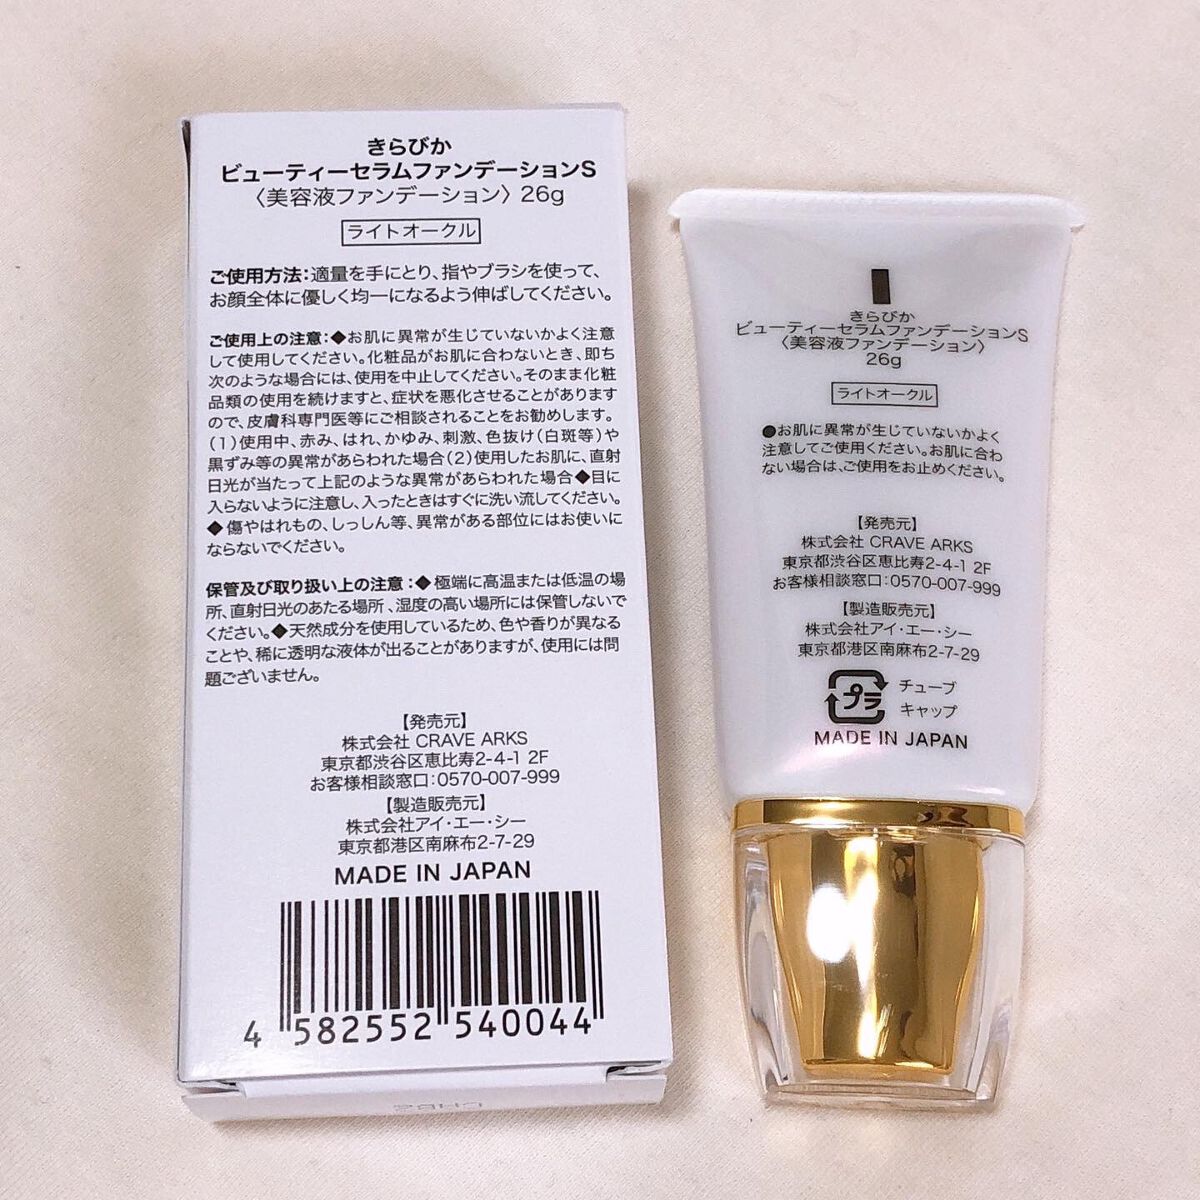 きらびか
ビューティーセラムファンデーションS
〈美容液ファンデーション〉26g
ライトオークル
ご使用方法：適量を手にとり、指やブラシを使って、
お顔全体に優しく均一になるよう伸ばしてください。
ご使用上の注意：◆お肌に異常が生じていないかよく注意
して使用してください。化粧品がお肌に合わないとき、即ち
次のような場合には、使用を中止してください。そのまま化粧
品類の使用を続けますと、症状を悪化させることがあります
ので、皮膚科専門医等にご相談されることをお勧めします。
(1)使用中、赤み、はれ、かゆみ、刺激、色抜け(白斑等)や
黒ずみ等の異常があらわれた場合(2)使用したお肌に、直射
日光が当たって上記のような異常があらわれた場合◆目に
入らないように注意し、入ったときはすぐに洗い流してください。
◆傷やはれもの、しっしん等、異常がある部位にはお使いに
ならないでください。
保管及び取り扱い上の注意：◆極端に高温または低温の場
所、直射日光のあたる場所、湿度の高い場所には保管しないで
ください。◆天然成分を使用しているため、色や香りが異なる
ことや、稀に透明な液体が出ることがありますが、使用には問
題ございません。
【発売元】
株式会社 CRAVE ARKS
東京都渋谷区恵比寿2-4-1 2F
お客様相談窓口：0570-007-999
【製造販売元】
株式会社アイ・エー・シー
東京都港区南麻布2-7-29
MADE IN JAPAN
4 582552 540044
きらびか
ビューティーセラムファンデーションS
〈美容液ファンデーション〉
26g
ライトオークル
●お肌に異常が生じていないかよく
注意してご使用ください。お肌に合わ
ない場合は、ご使用をお止めください。
【発売元】
株式会社 CRAVE ARKS
東京都渋谷区恵比寿2-4-1 2F
お客様相談窓口：0570-007-999
【製造販売元】
株式会社アイ・エー・シー
東京都港区南麻布2-7-29
プラ チューブ
キャップ
MADE IN JAPAN